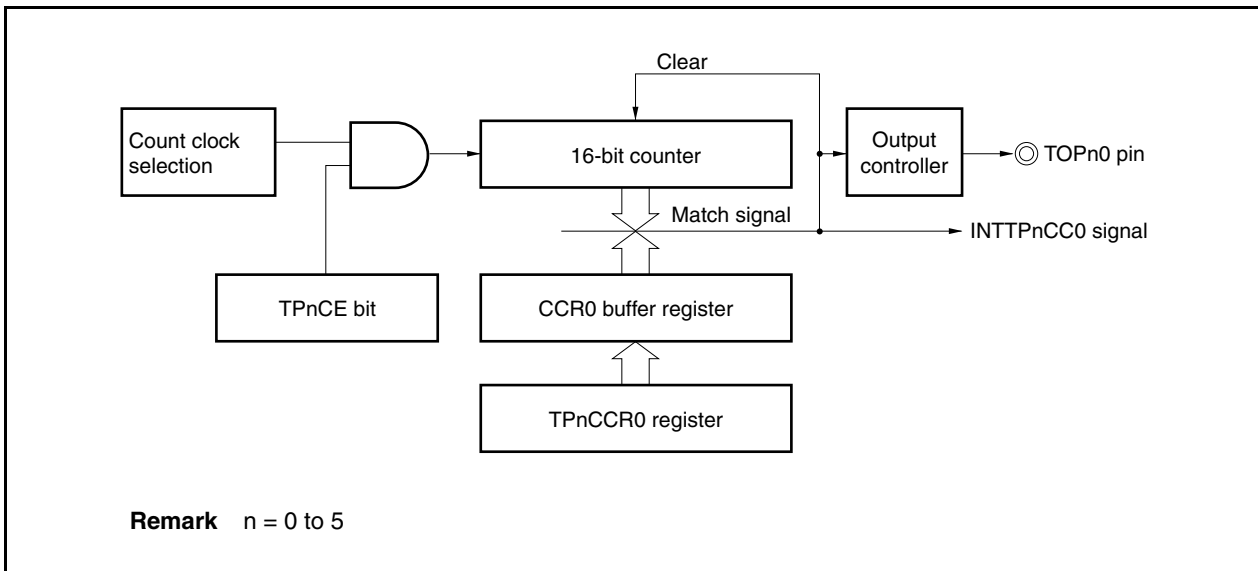 Clear
Count clock
selection
16-bit counter
Output
controller
TOPn0 pin
Match signal
INTTPnCC0 signal
TPnCE bit
CCR0 buffer register
TPnCCR0 register
Remark n = 0 to 5